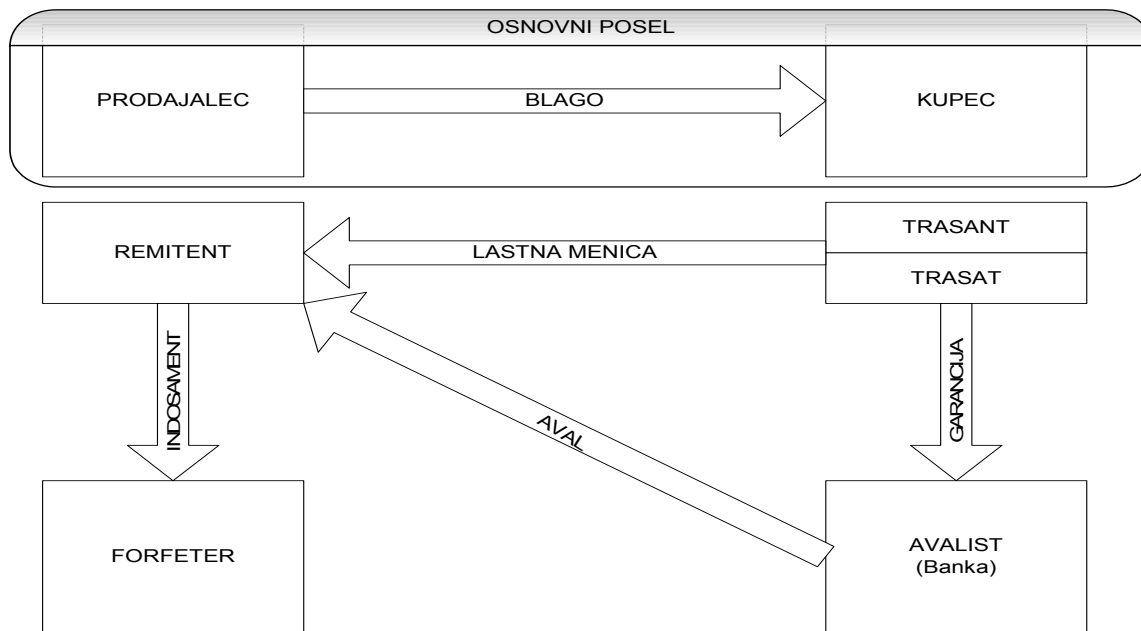 OSNOVNI POSEL
PRODAJALEC
BLAGO
KUPEC
REMITENT
LASTNA MENICA
TRASANT
TRASAT
INDOSAMENT
AVAL
GARANCIJA
FORFETER
AVALIST
(Banka)